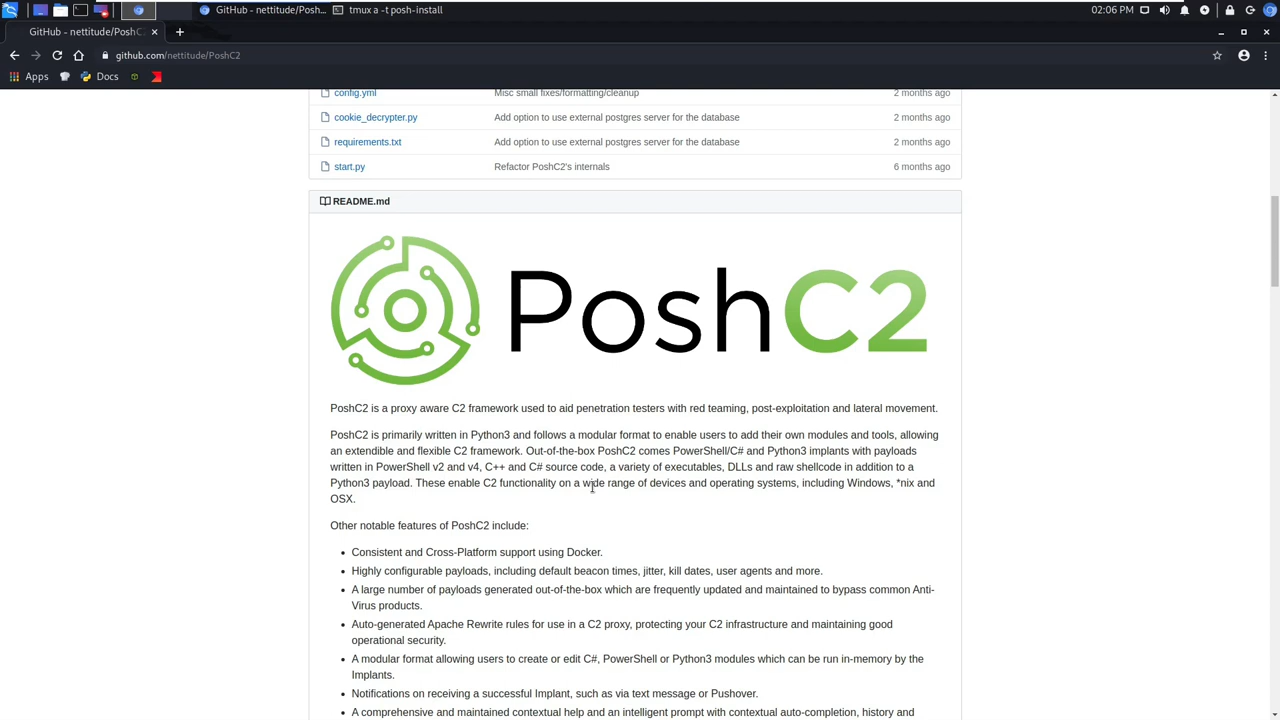 GitHub - nettitude/Posh...
tmux a -t posh-install
02:06 PM
GitHub - nettitude/PoshC2
github.com/nettitude/PoshC2
Apps
Docs
config.yml Misc small fixes/formatting/cleanup 2 months ago
cookie_decrypter.py Add option to use external postgres server for the database 2 months ago
requirements.txt Add option to use external postgres server for the database 2 months ago
start.py Refactor PoshC2's internals 6 months ago
README.md
PoshC2
PoshC2 is a proxy aware C2 framework used to aid penetration testers with red teaming, post-exploitation and lateral movement.
PoshC2 is primarily written in Python3 and follows a modular format to enable users to add their own modules and tools, allowing
an extendible and flexible C2 framework. Out-of-the-box PoshC2 comes PowerShell/C# and Python3 implants with payloads
written in PowerShell v2 and v4, C++ and C# source code, a variety of executables, DLLs and raw shellcode in addition to a
Python3 payload. These enable C2 functionality on a wide range of devices and operating systems, including Windows, *nix and
OSX.
Other notable features of PoshC2 include:
• Consistent and Cross-Platform support using Docker.
• Highly configurable payloads, including default beacon times, jitter, kill dates, user agents and more.
• A large number of payloads generated out-of-the-box which are frequently updated and maintained to bypass common Anti-
Virus products.
• Auto-generated Apache Rewrite rules for use in a C2 proxy, protecting your C2 infrastructure and maintaining good
operational security.
• A modular format allowing users to create or edit C#, PowerShell or Python3 modules which can be run in-memory by the
Implants.
• Notifications on receiving a successful Implant, such as via text message or Pushover.
• A comprehensive and maintained contextual help and an intelligent prompt with contextual auto-completion, history and